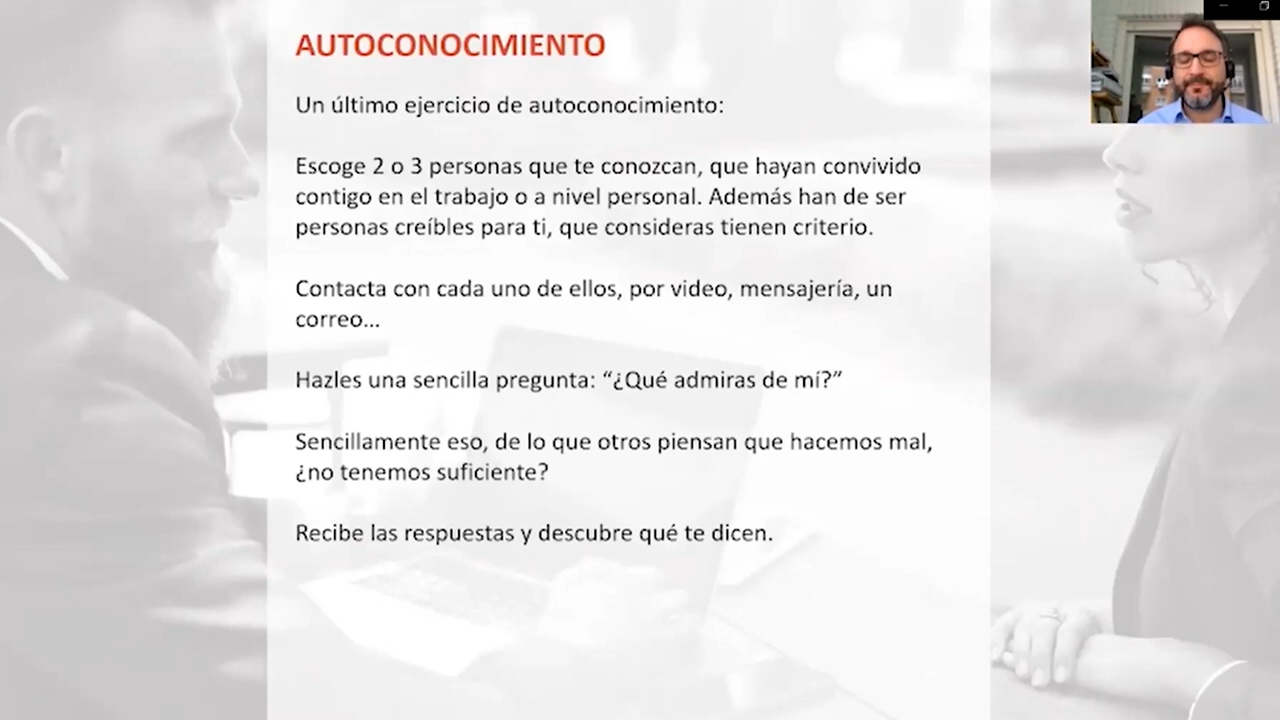 AUTOCONOCIMIENTO
Un último ejercicio de autoconocimiento:
Escoge 2 o 3 personas que te conozcan, que hayan convivido
contigo en el trabajo o a nivel personal. Además han de ser
personas creíbles para ti, que consideras tienen criterio.
Contacta con cada uno de ellos, por video, mensajería, un
correo...
Hazles una sencilla pregunta: “¿Qué admiras de mí?”
Sencillamente eso, de lo que otros piensan que hacemos mal,
¿no tenemos suficiente?
Recibe las respuestas y descubre qué te dicen.